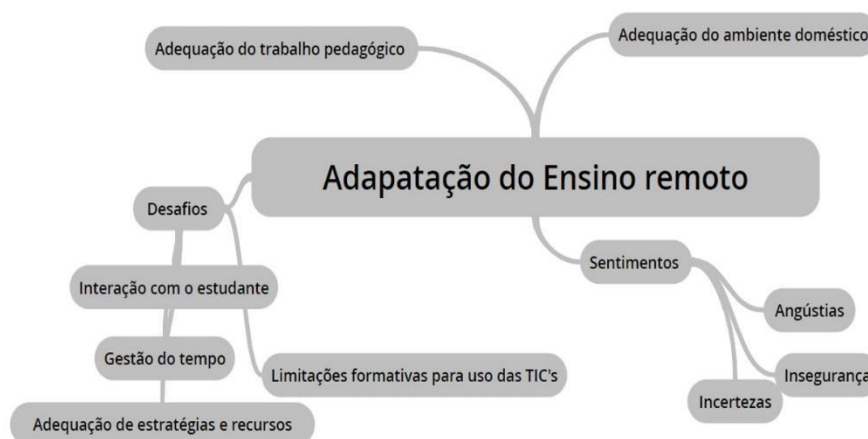 Adequação do trabalho pedagógico
Adequação do ambiente doméstico
Adapatação do Ensino remoto
Desafios
Sentimentos
Interação com o estudante
Angústias
Gestão do tempo
Limitações formativas para uso das TIC's
Insegurança
Incertezas
Adequação de estratégias e recursos